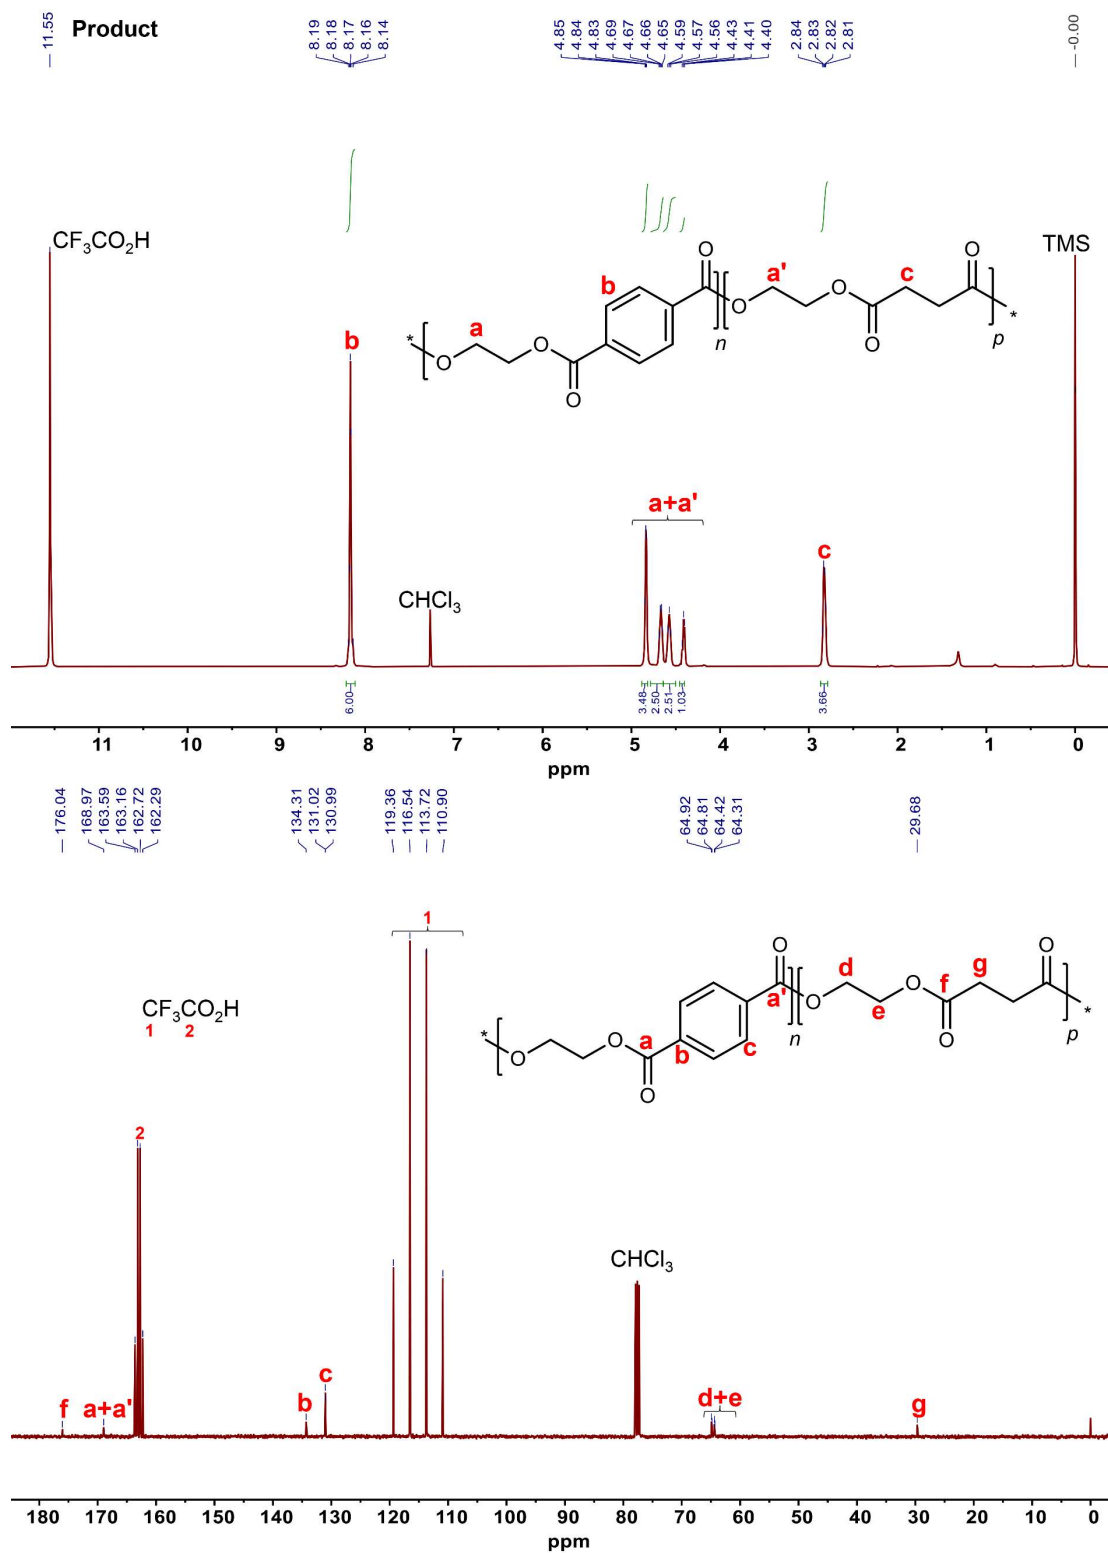 Product
11.55
8.19
8.18
8.17
8.16
8.14
4.85
4.84
4.83
4.69
4.67
4.66
4.65
4.59
4.57
4.56
4.43
4.41
4.40
2.84
2.83
2.82
2.81
-0.00
CF₃CO₂H
TMS
O
a'
c
O
b
O
O
O
a
n
O
p
*
*
O
O
O
b
a+a'
c
CHCl₃
6.00
3.48
2.50
2.51
1.03
3.66
11 10 9 8 7 6 5 4 3 2 1 0
ppm
176.04
168.97
163.59
163.16
162.72
162.29
134.31
131.02
130.99
119.36
116.54
113.72
110.90
64.92
64.81
64.42
64.31
29.68
1
CF₃CO₂H
1 2
O
d
g
O
a'
O
f
O
e
*
O
O
a
b
c
n
O
p
*
O
2
CHCl₃
f
a+a'
b
c
d+e
g
180 170 160 150 140 130 120 110 100 90 80 70 60 50 40 30 20 10 0
ppm